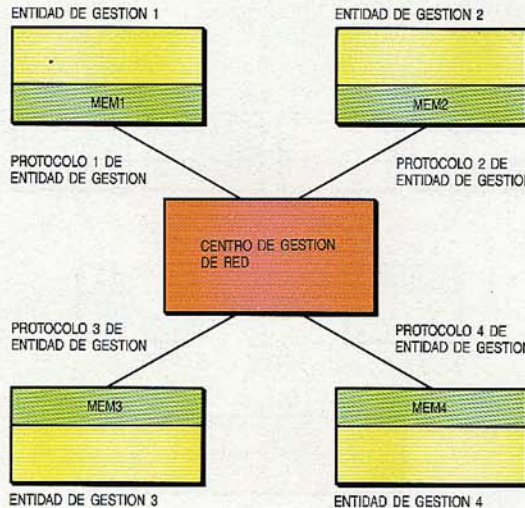 ENTIDAD DE GESTION 1
ENTIDAD DE GESTION 2
MEM1
MEM2
PROTOCOLO 1 DE
ENTIDAD DE GESTION
PROTOCOLO 2 DE
ENTIDAD DE GESTION
CENTRO DE GESTION
DE RED
PROTOCOLO 3 DE
ENTIDAD DE GESTION
PROTOCOLO 4 DE
ENTIDAD DE GESTION
MEM3
MEM4
ENTIDAD DE GESTION 3
ENTIDAD DE GESTION 4